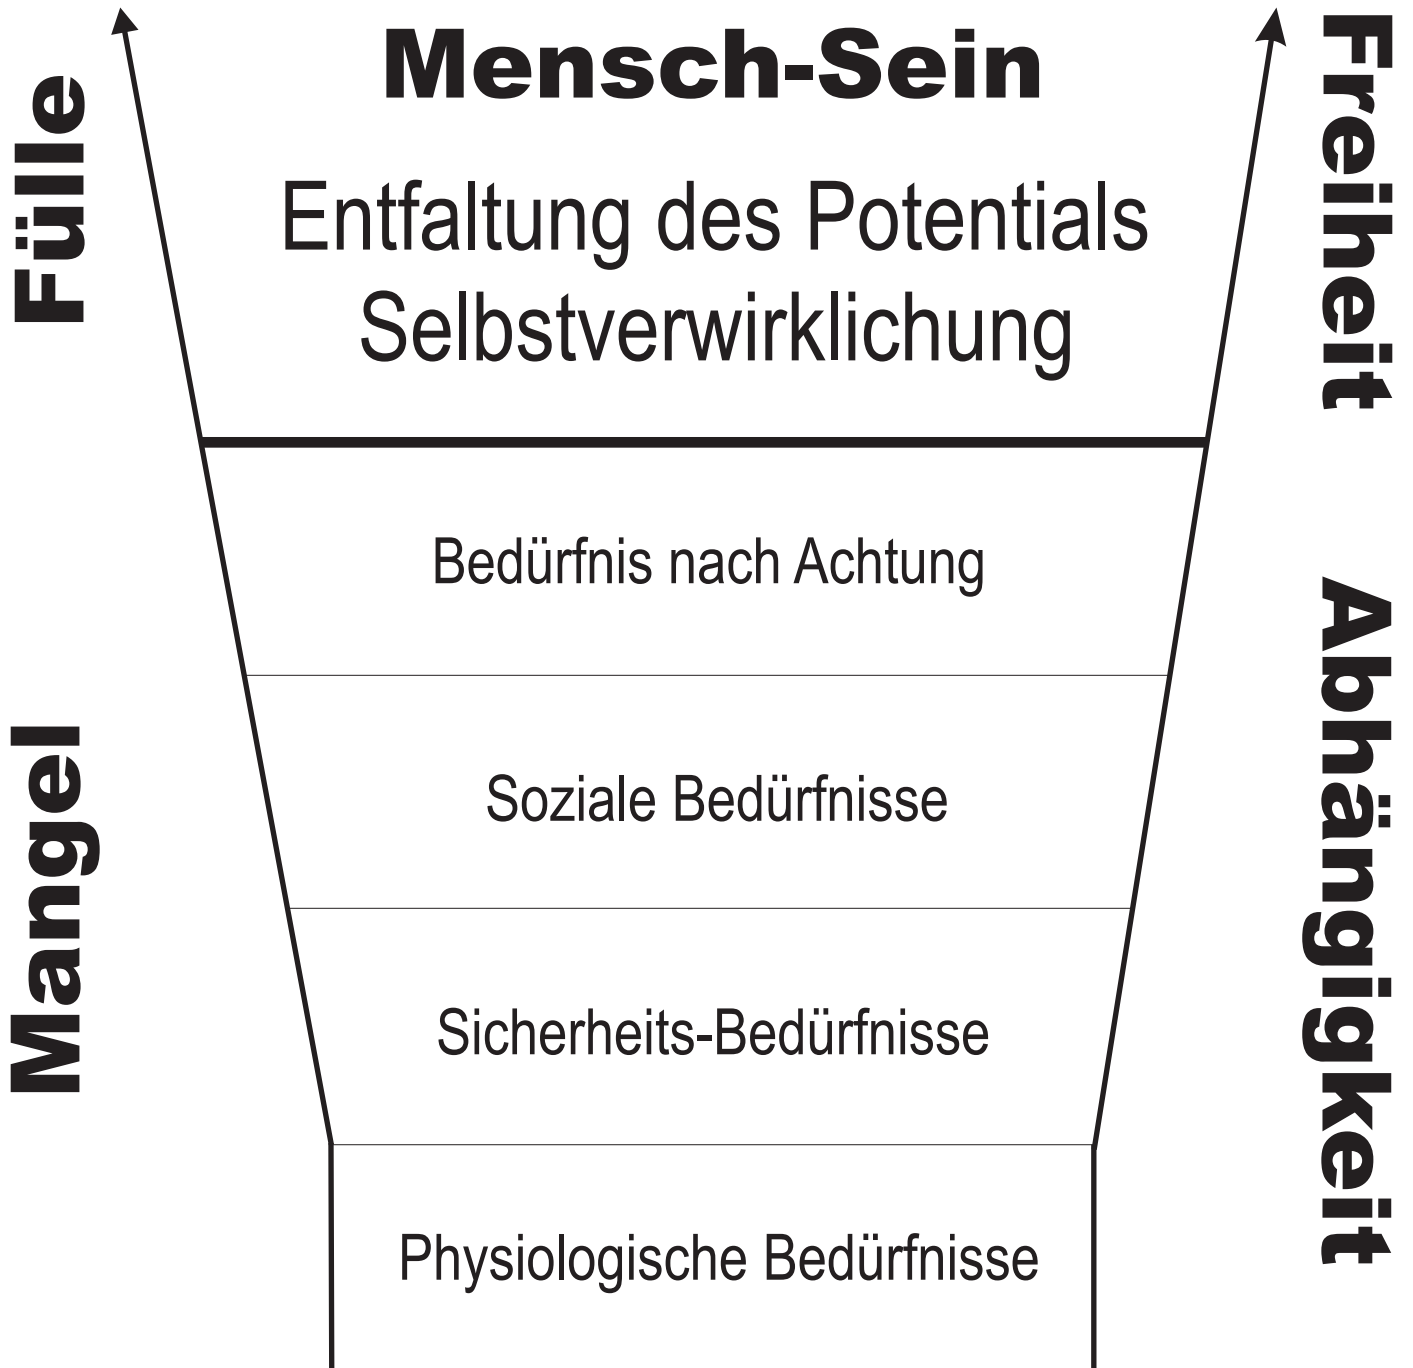 Mensch-Sein
Entfaltung des Potentials
Selbstverwirklichung
Bedürfnis nach Achtung
Soziale Bedürfnisse
Sicherheits-Bedürfnisse
Physiologische Bedürfnisse
Fülle
Mangel
Freiheit
Abhängigkeit